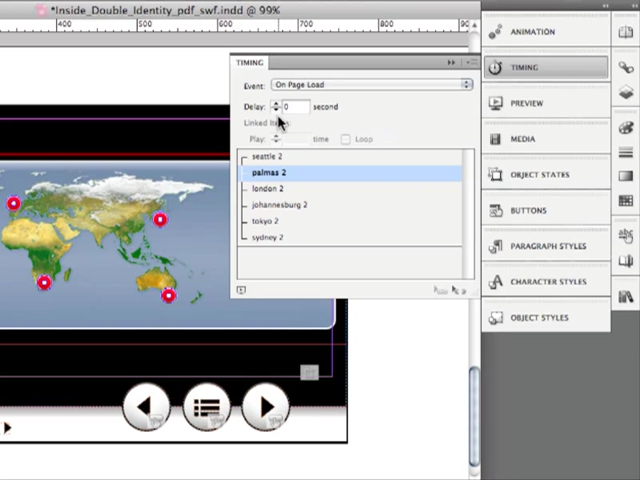 *Inside_Double_Identity_pdf_swf.indd @ 99%
400 500 600 700 800
TIMING
Event: On Page Load
Delay: 0 second
Play: time Loop
seattle 2
palmas 2
london 2
johannesburg 2
tokyo 2
sydney 2
ANIMATION
TIMING
PREVIEW
MEDIA
OBJECT STATES
BUTTONS
PARAGRAPH STYLES
CHARACTER STYLES
OBJECT STYLES